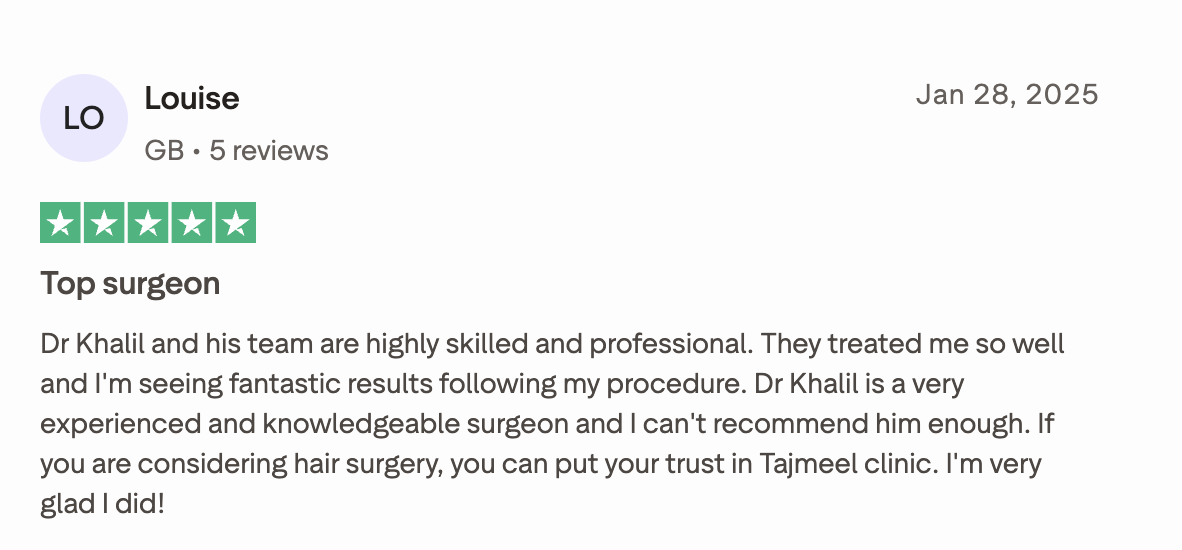 LO
Louise
Jan 28, 2025
GB • 5 reviews
Top surgeon
Dr Khalil and his team are highly skilled and professional. They treated me so well
and I'm seeing fantastic results following my procedure. Dr Khalil is a very
experienced and knowledgeable surgeon and I can't recommend him enough. If
you are considering hair surgery, you can put your trust in Tajmeel clinic. I'm very
glad I did!